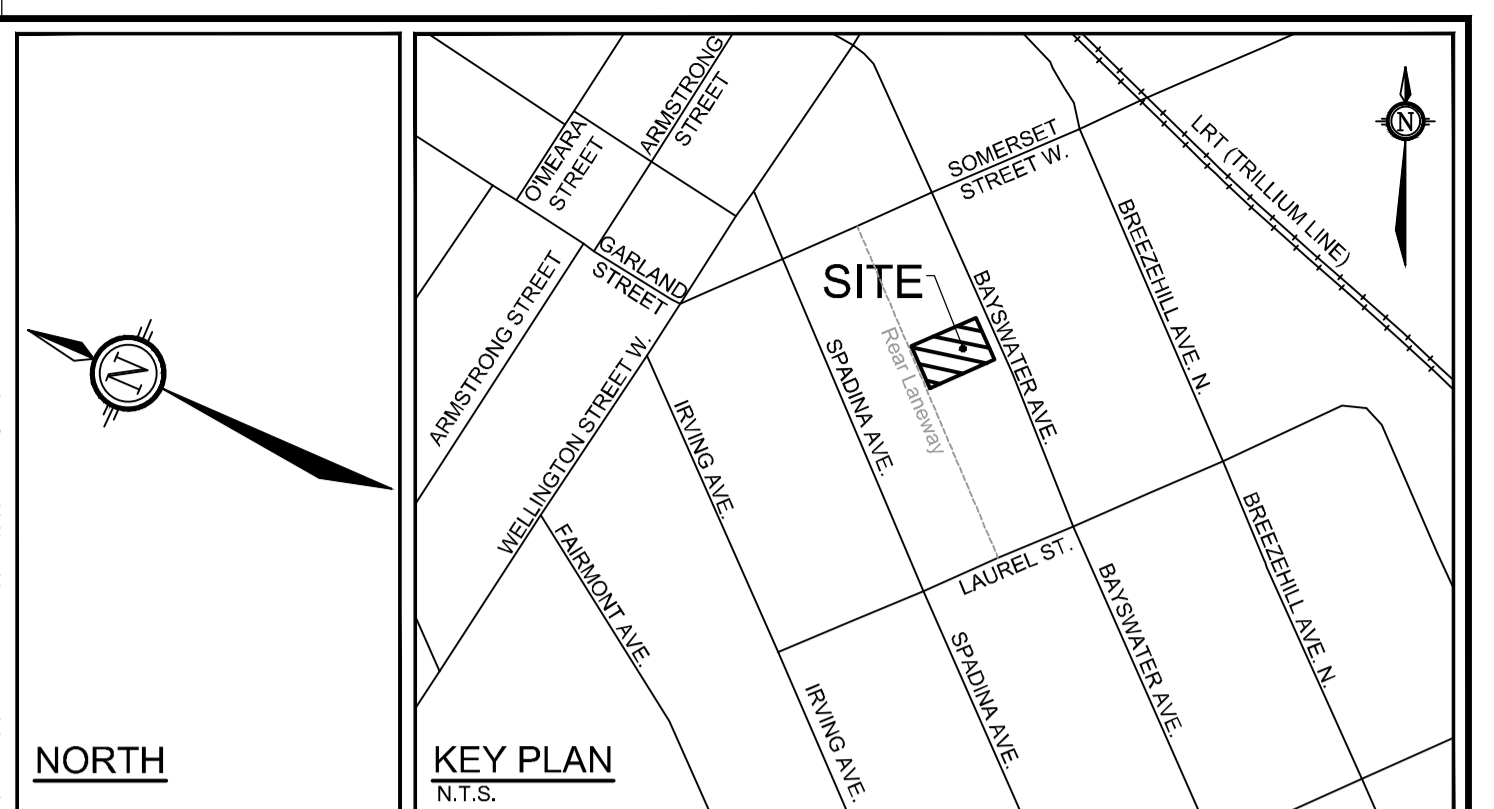 N
NORTH
ARMSTRONG
STREET
O'MEARA
STREET
GARLAND
STREET
ARMSTRONG STREET
WELLINGTON STREET W.
IRVING AVE.
FAIRMONT AVE.
IRVING AVE.
SOMERSET
STREET W.
SITE
Rear Laneway
SPADINA AVE.
BAYSWATER AVE.
BREEZEHILL AVE. N.
LRT (TRILLIUM LINE)
N
LAUREL ST.
SPADINA AVE.
BAYSWATER AVE.
BREEZEHILL AVE. N.
KEY PLAN
N.T.S.